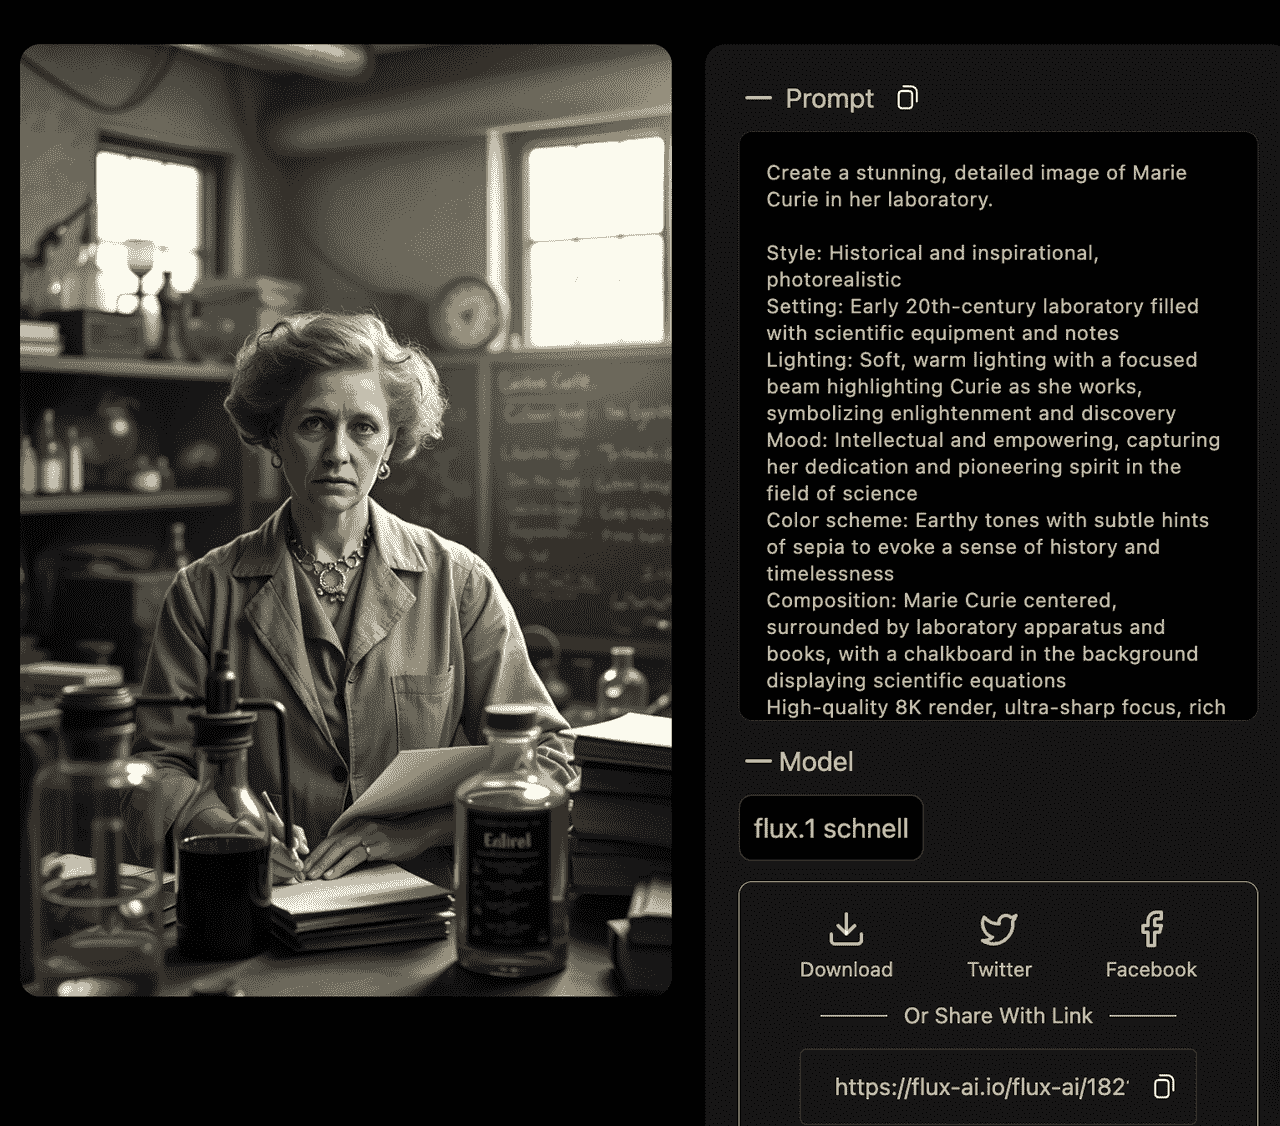 Prompt
Create a stunning, detailed image of Marie
Curie in her laboratory.
Style: Historical and inspirational,
photorealistic
Setting: Early 20th-century laboratory filled
with scientific equipment and notes
Lighting: Soft, warm lighting with a focused
beam highlighting Curie as she works,
symbolizing enlightenment and discovery
Mood: Intellectual and empowering, capturing
her dedication and pioneering spirit in the
field of science
Color scheme: Earthy tones with subtle hints
of sepia to evoke a sense of history and
timelessness
Composition: Marie Curie centered,
surrounded by laboratory apparatus and
books, with a chalkboard in the background
displaying scientific equations
High-quality 8K render, ultra-sharp focus, rich
Model
flux.1 schnell
Download
Twitter
Facebook
Or Share With Link
https://flux-ai.io/flux-ai/182